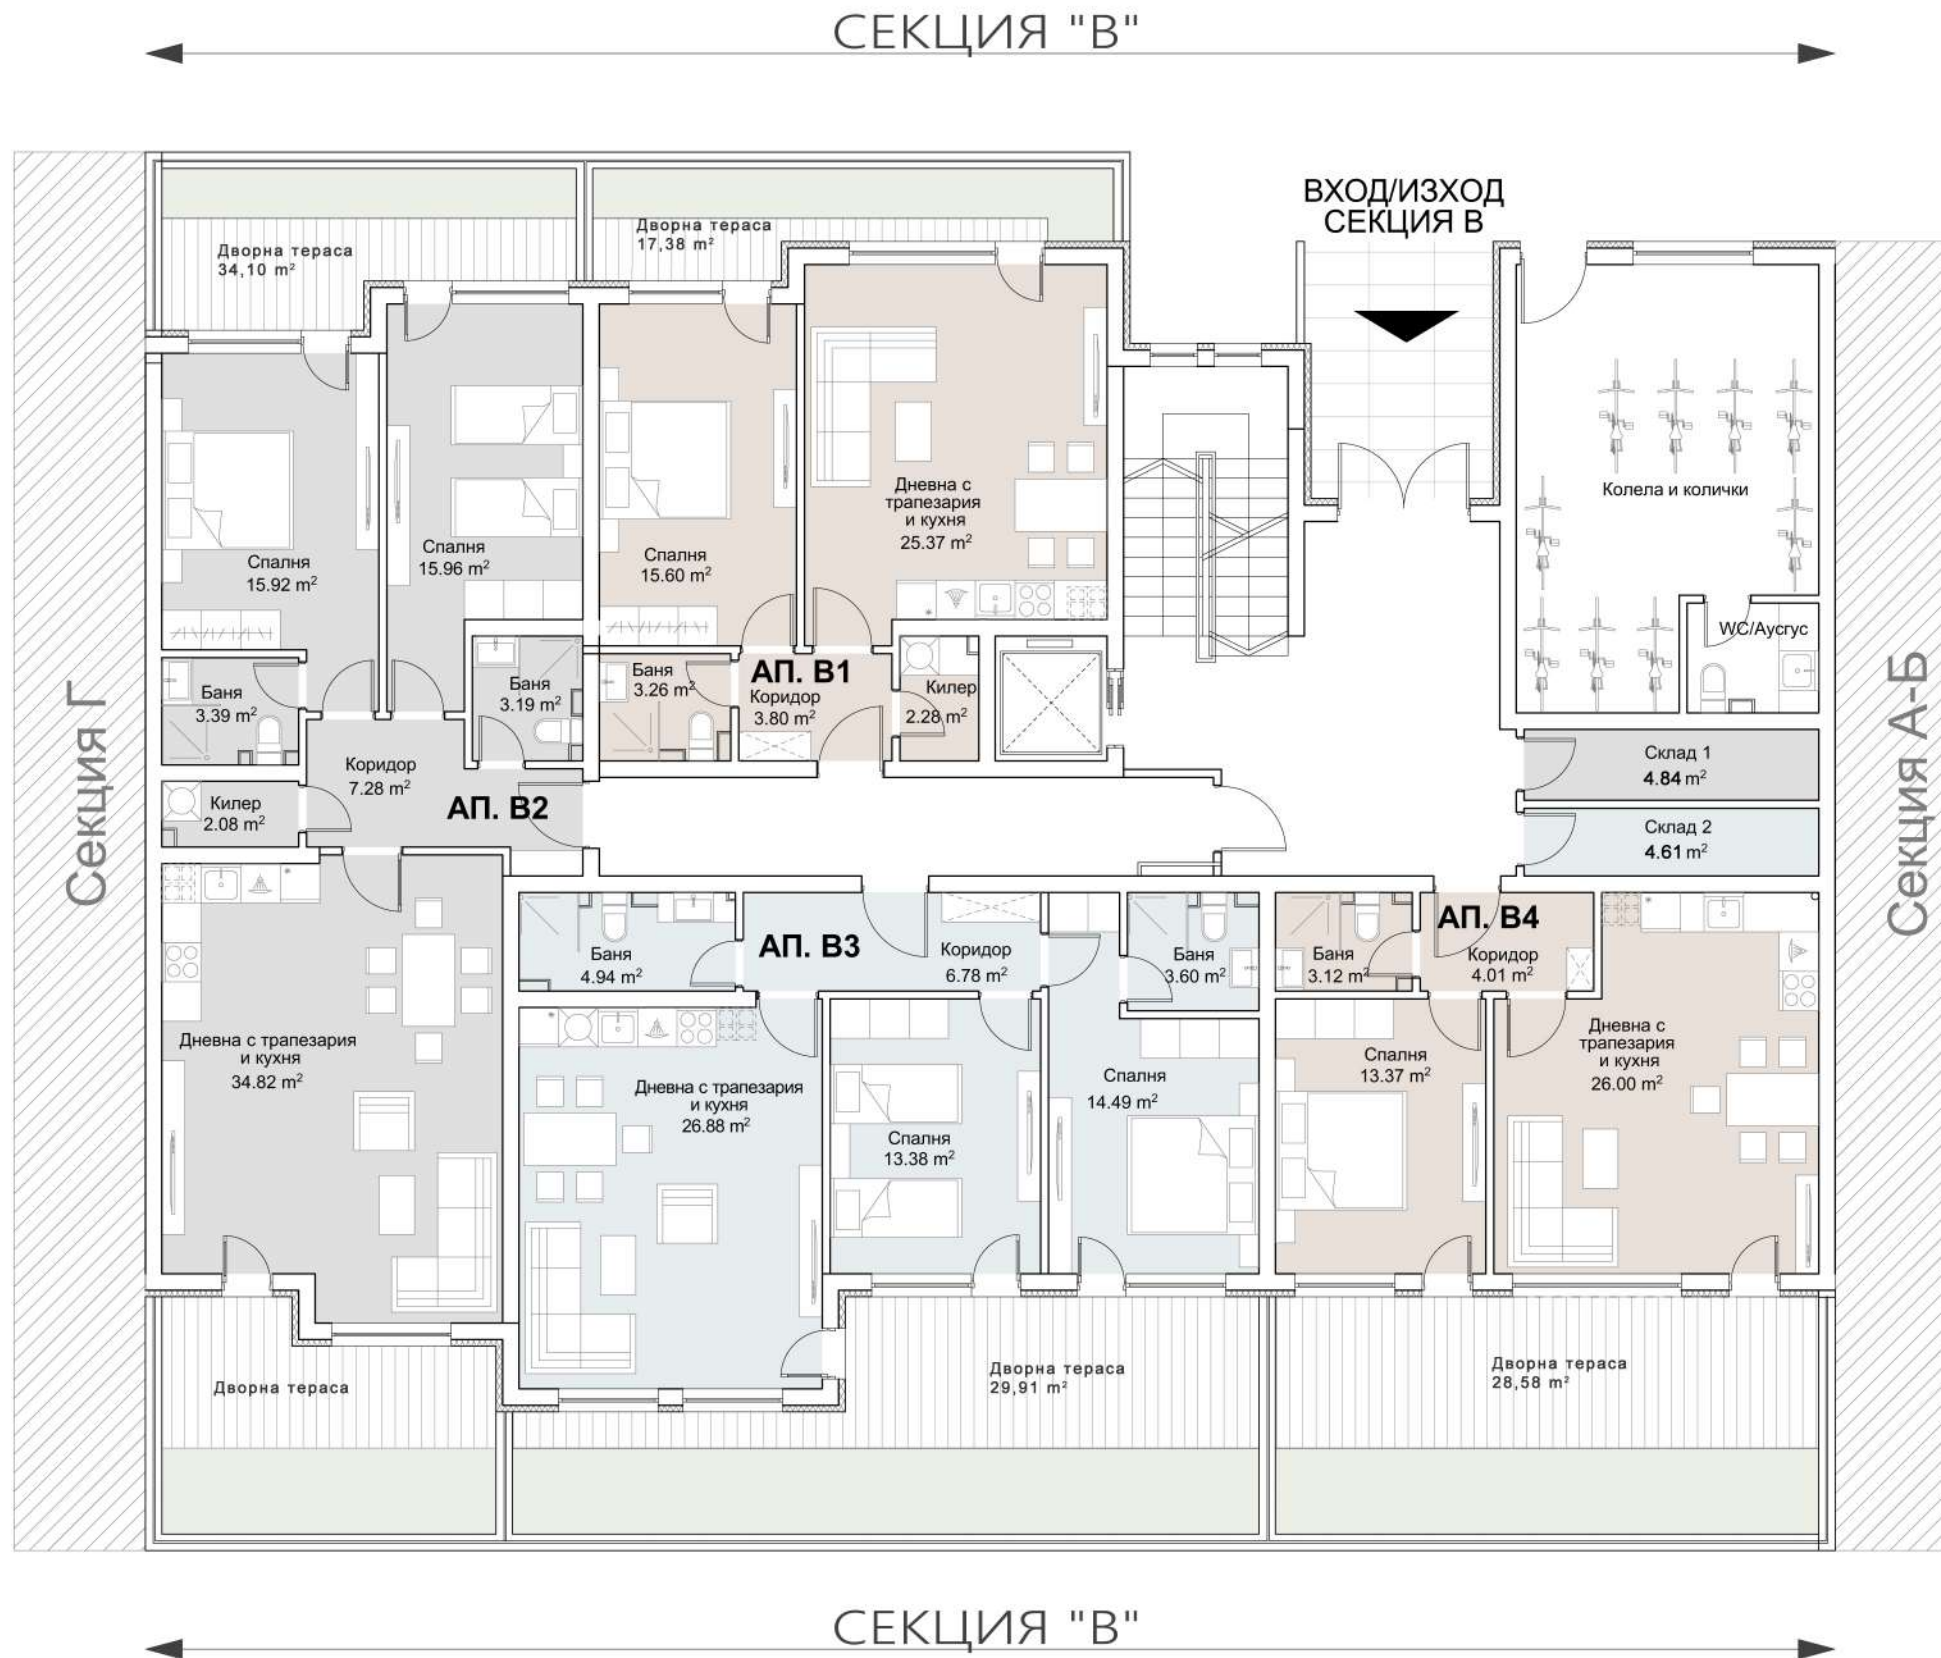 СЕКЦИЯ "В"
ВХОД/ИЗХОД
СЕКЦИЯ В
Дворна тераса
34,10 m²
Дворна тераса
17,38 m²
Дневна с
трапезария
и кухня
25.37 m²
Колела и колички
Спалня
15.92 m²
Спалня
15.96 m²
Спалня
15.60 m²
WC/Аусгус
Баня
3.39 m²
Баня
3.19 m²
Баня
3.26 m²
АП. В1
Коридор
3.80 m²
Килер
2.28 m²
Секция Г
Секция А-Б
Коридор
7.28 m²
АП. В2
Килер
2.08 m²
Склад 1
4.84 m²
Склад 2
4.61 m²
Баня
4.94 m²
АП. В3
Коридор
6.78 m²
Баня
3.60 m²
Баня
3.12 m²
АП. В4
Коридор
4.01 m²
Дневна с трапезария
и кухня
34.82 m²
Дневна с трапезария
и кухня
26.88 m²
Спалня
13.38 m²
Спалня
14.49 m²
Спалня
13.37 m²
Дневна с
трапезария
и кухня
26.00 m²
Дворна тераса
Дворна тераса
29,91 m²
Дворна тераса
28,58 m²
СЕКЦИЯ "В"